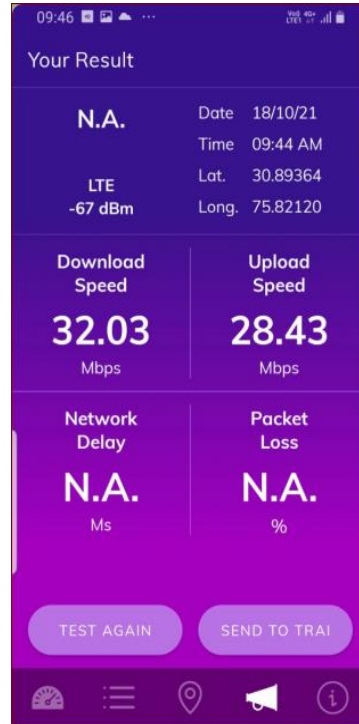 09:46
Your Result
N.A.
LTE
-67 dBm
Date 18/10/21
Time 09:44 AM
Lat. 30.89364
Long. 75.82120
Download
Speed
32.03
Mbps
Upload
Speed
28.43
Mbps
Network
Delay
N.A.
Ms
Packet
Loss
N.A.
%
TEST AGAIN
SEND TO TRAI